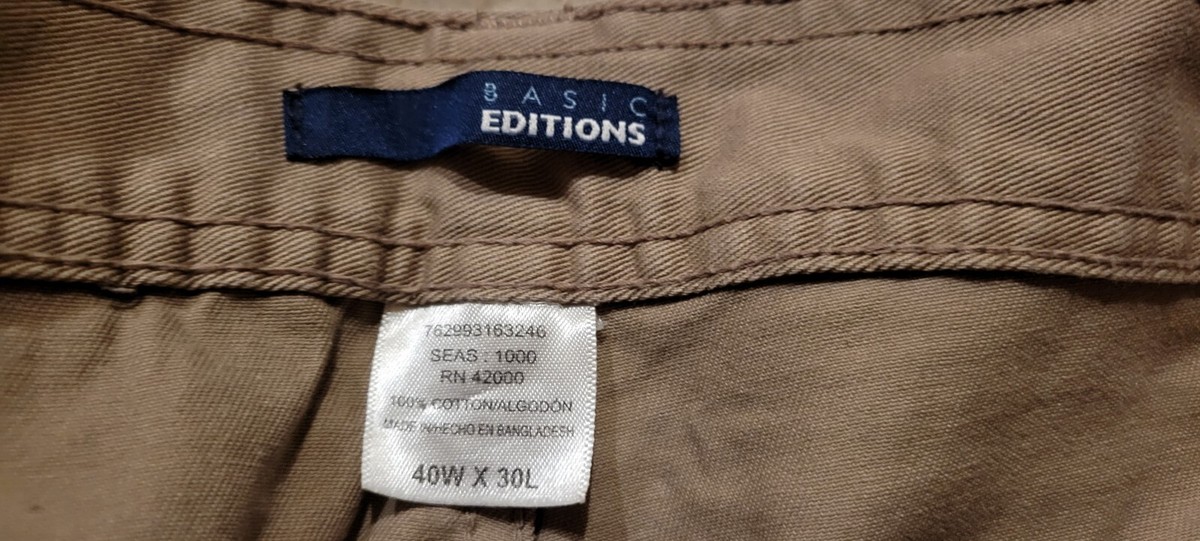 BASIC
EDITIONS
762993163246
SEAS : 1000
RN 42000
100% COTTON/ALGODÓN
MADE IN/HECHO EN BANGLADESH
40W X 30L